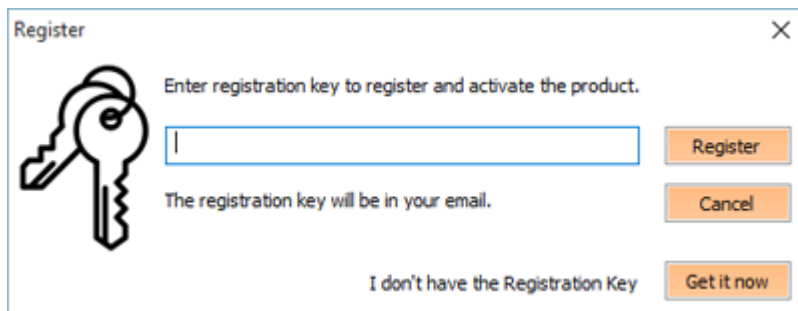 Register
Enter registration key to register and activate the product.
Register
The registration key will be in your email.
Cancel
I don't have the Registration Key
Get it now